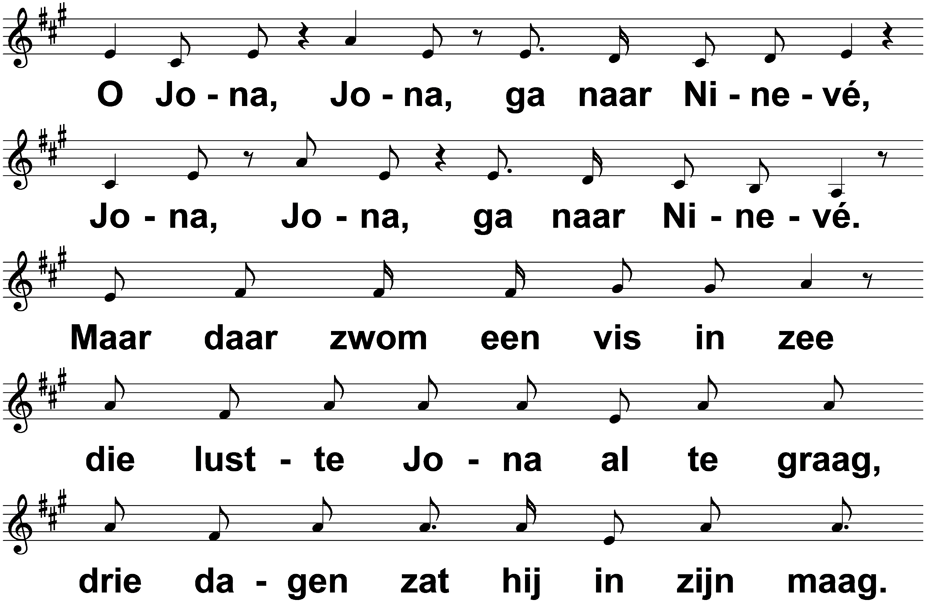 O Jo - na, Jo - na, ga naar Ni - ne - vé,
Jo - na, Jo - na, ga naar Ni - ne - vé.
Maar daar zwom een vis in zee
die lust - te Jo - na al te graag,
drie da - gen zat hij in zijn maag.